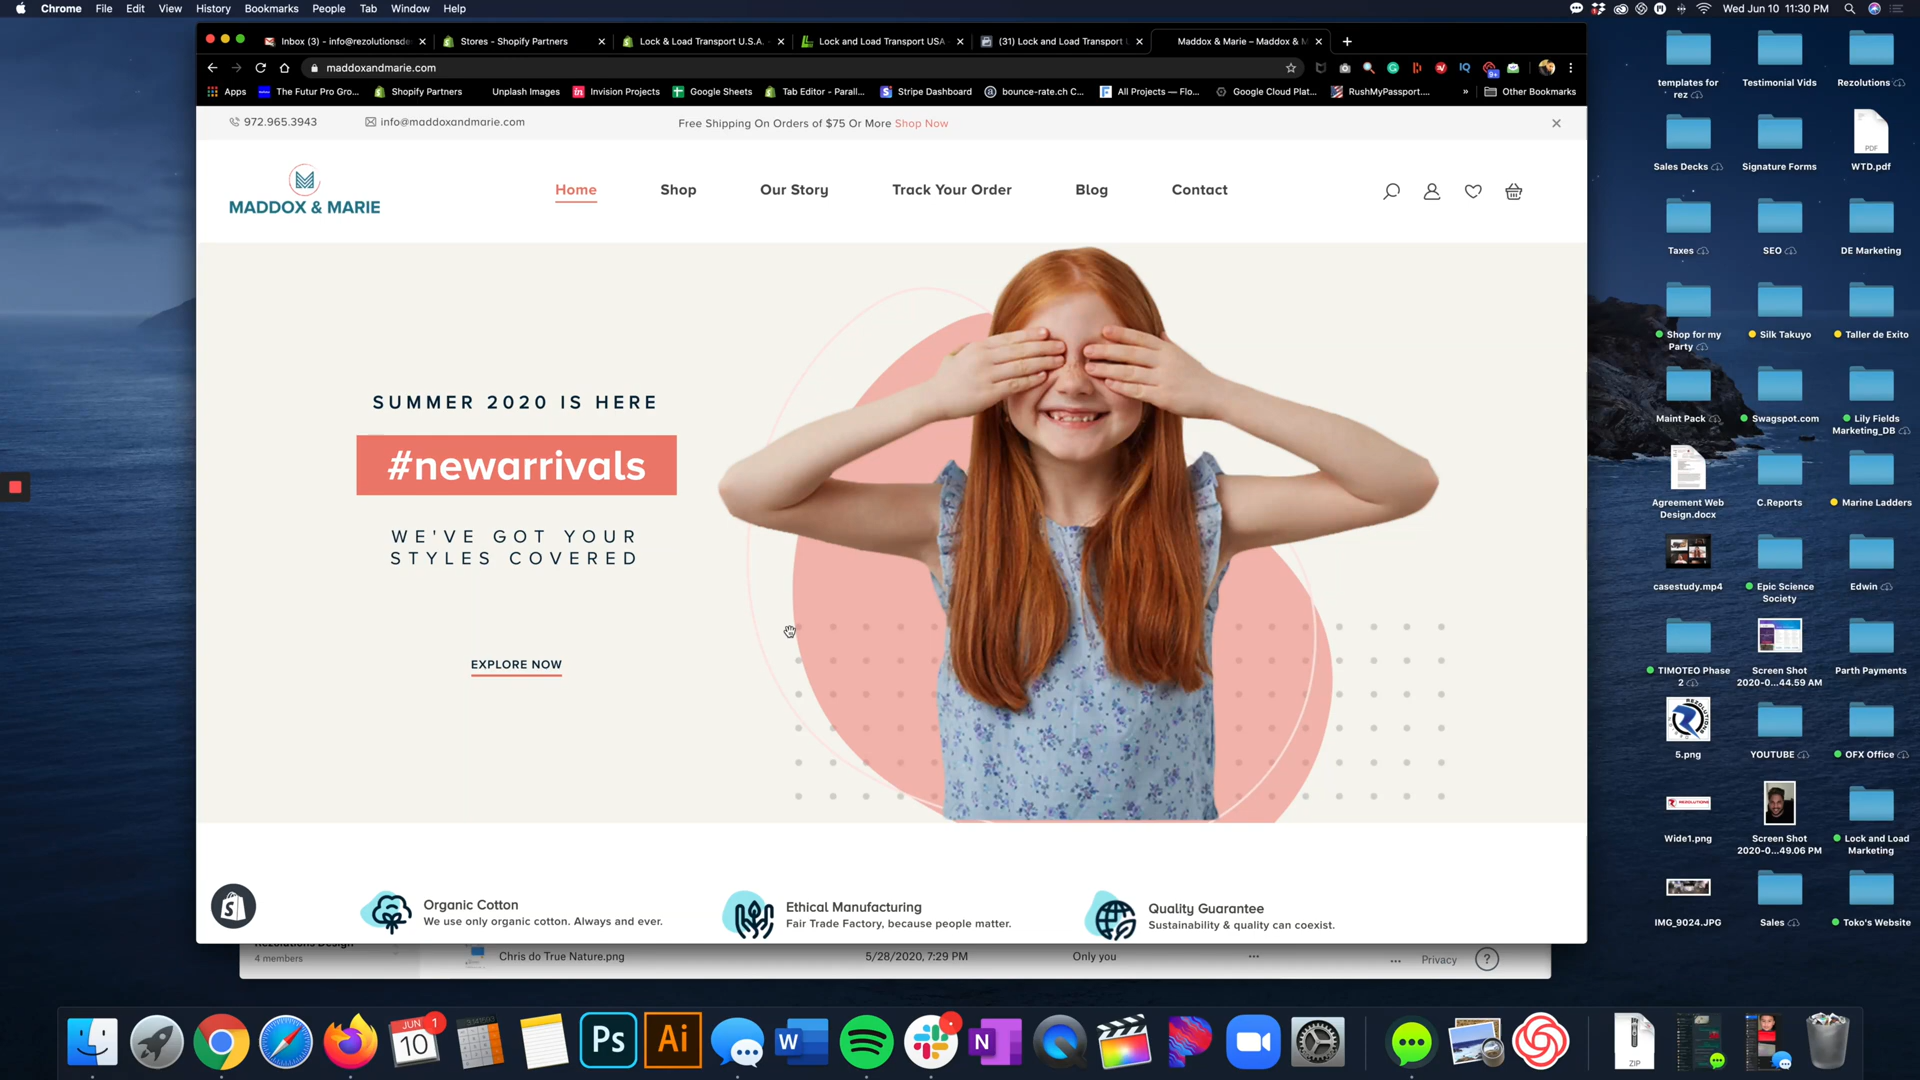 Chrome File Edit View History Bookmarks People Tab Window Help
Wed Jun 10 11:30 PM
Inbox (3) - info@rezolutionsde
Stores - Shopify Partners
Lock & Load Transport U.S.A. -
Lock and Load Transport USA
(31) Lock and Load Transport U
Maddox & Marie – Maddox & M
maddoxandmarie.com
Apps
The Futur Pro Gro...
Shopify Partners
Unplash Images
Invision Projects
Google Sheets
Tab Editor - Parall...
Stripe Dashboard
bounce-rate.ch C...
All Projects — Flo...
Google Cloud Plat...
RushMyPassport....
»
Other Bookmarks
972.965.3943
info@maddoxandmarie.com
Free Shipping On Orders of $75 Or More Shop Now
MADDOX & MARIE
Home
Shop
Our Story
Track Your Order
Blog
Contact
SUMMER 2020 IS HERE
#newarrivals
WE'VE GOT YOUR
STYLES COVERED
EXPLORE NOW
Organic Cotton
We use only organic cotton. Always and ever.
Ethical Manufacturing
Fair Trade Factory, because people matter.
Quality Guarantee
Sustainability & quality can coexist.
4 members
Chris do True Nature.png
5/28/2020, 7:29 PM
Only you
Privacy
?
templates for
rez
Testimonial Vids
Rezolutions
Sales Decks
Signature Forms
PDF
WTD.pdf
Taxes
SEO
DE Marketing
Shop for my
Party
Silk Takuyo
Taller de Exito
Maint Pack
Swagspot.com
Lily Fields
Marketing_DB
Agreement Web
Design.docx
C.Reports
Marine Ladders
casestudy.mp4
Epic Science
Society
Edwin
TIMOTEO Phase
2
Screen Shot
2020-0...44.59 AM
Parth Payments
5.png
YOUTUBE
OFX Office
Wide1.png
Screen Shot
2020-0...49.06 PM
Lock and Load
Marketing
IMG_9024.JPG
Sales
Toko's Website
JUN
10
1
Ps
Ai
W
N
ZIP